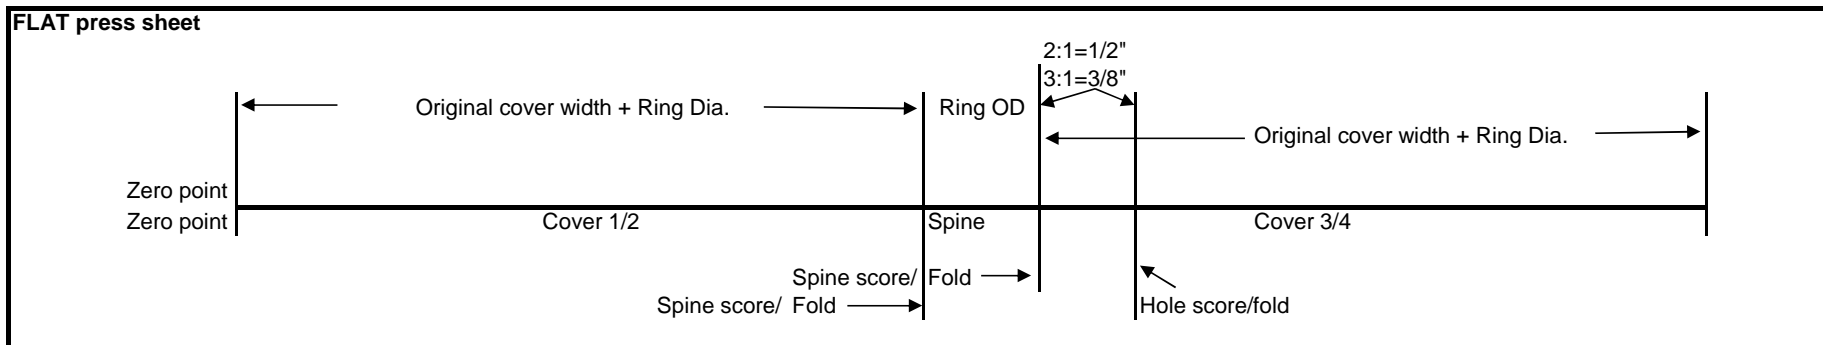 FLAT press sheet
2:1=1/2"
3:1=3/8"
Original cover width + Ring Dia.
Ring OD
Original cover width + Ring Dia.
Zero point
Zero point
Cover 1/2
Spine
Cover 3/4
Spine score/ Fold
Spine score/ Fold
Hole score/fold